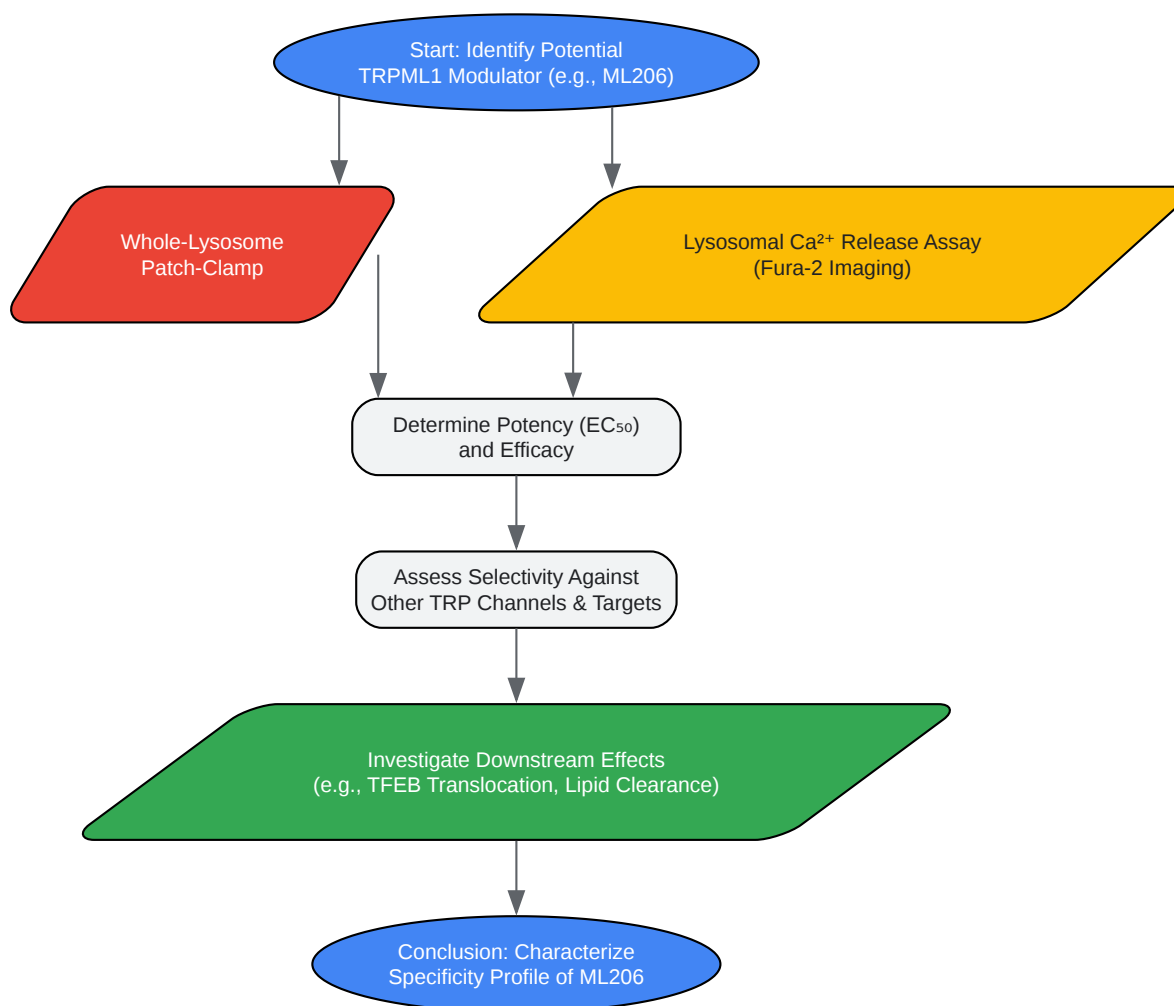 Start: Identify Potential
TRPML1 Modulator (e.g., ML206)
Whole-Lysosome
Patch-Clamp
Lysosomal Ca²⁺ Release Assay
(Fura-2 Imaging)
Determine Potency (EC₅₀)
and Efficacy
Assess Selectivity Against
Other TRP Channels & Targets
Investigate Downstream Effects
(e.g., TFEB Translocation, Lipid Clearance)
Conclusion: Characterize
Specificity Profile of ML206